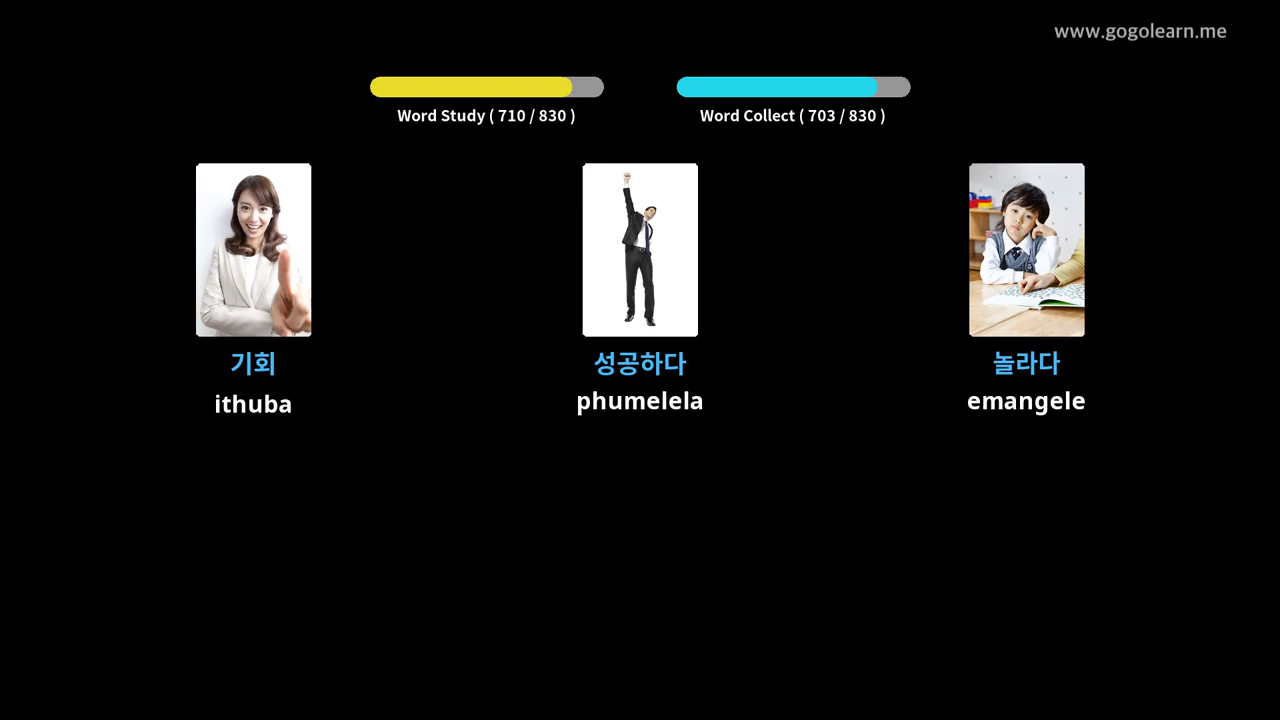 www.gogolearn.me
Word Study ( 710 / 830 )
Word Collect ( 703 / 830 )
기회
ithuba
성공하다
phumelela
놀라다
emangele